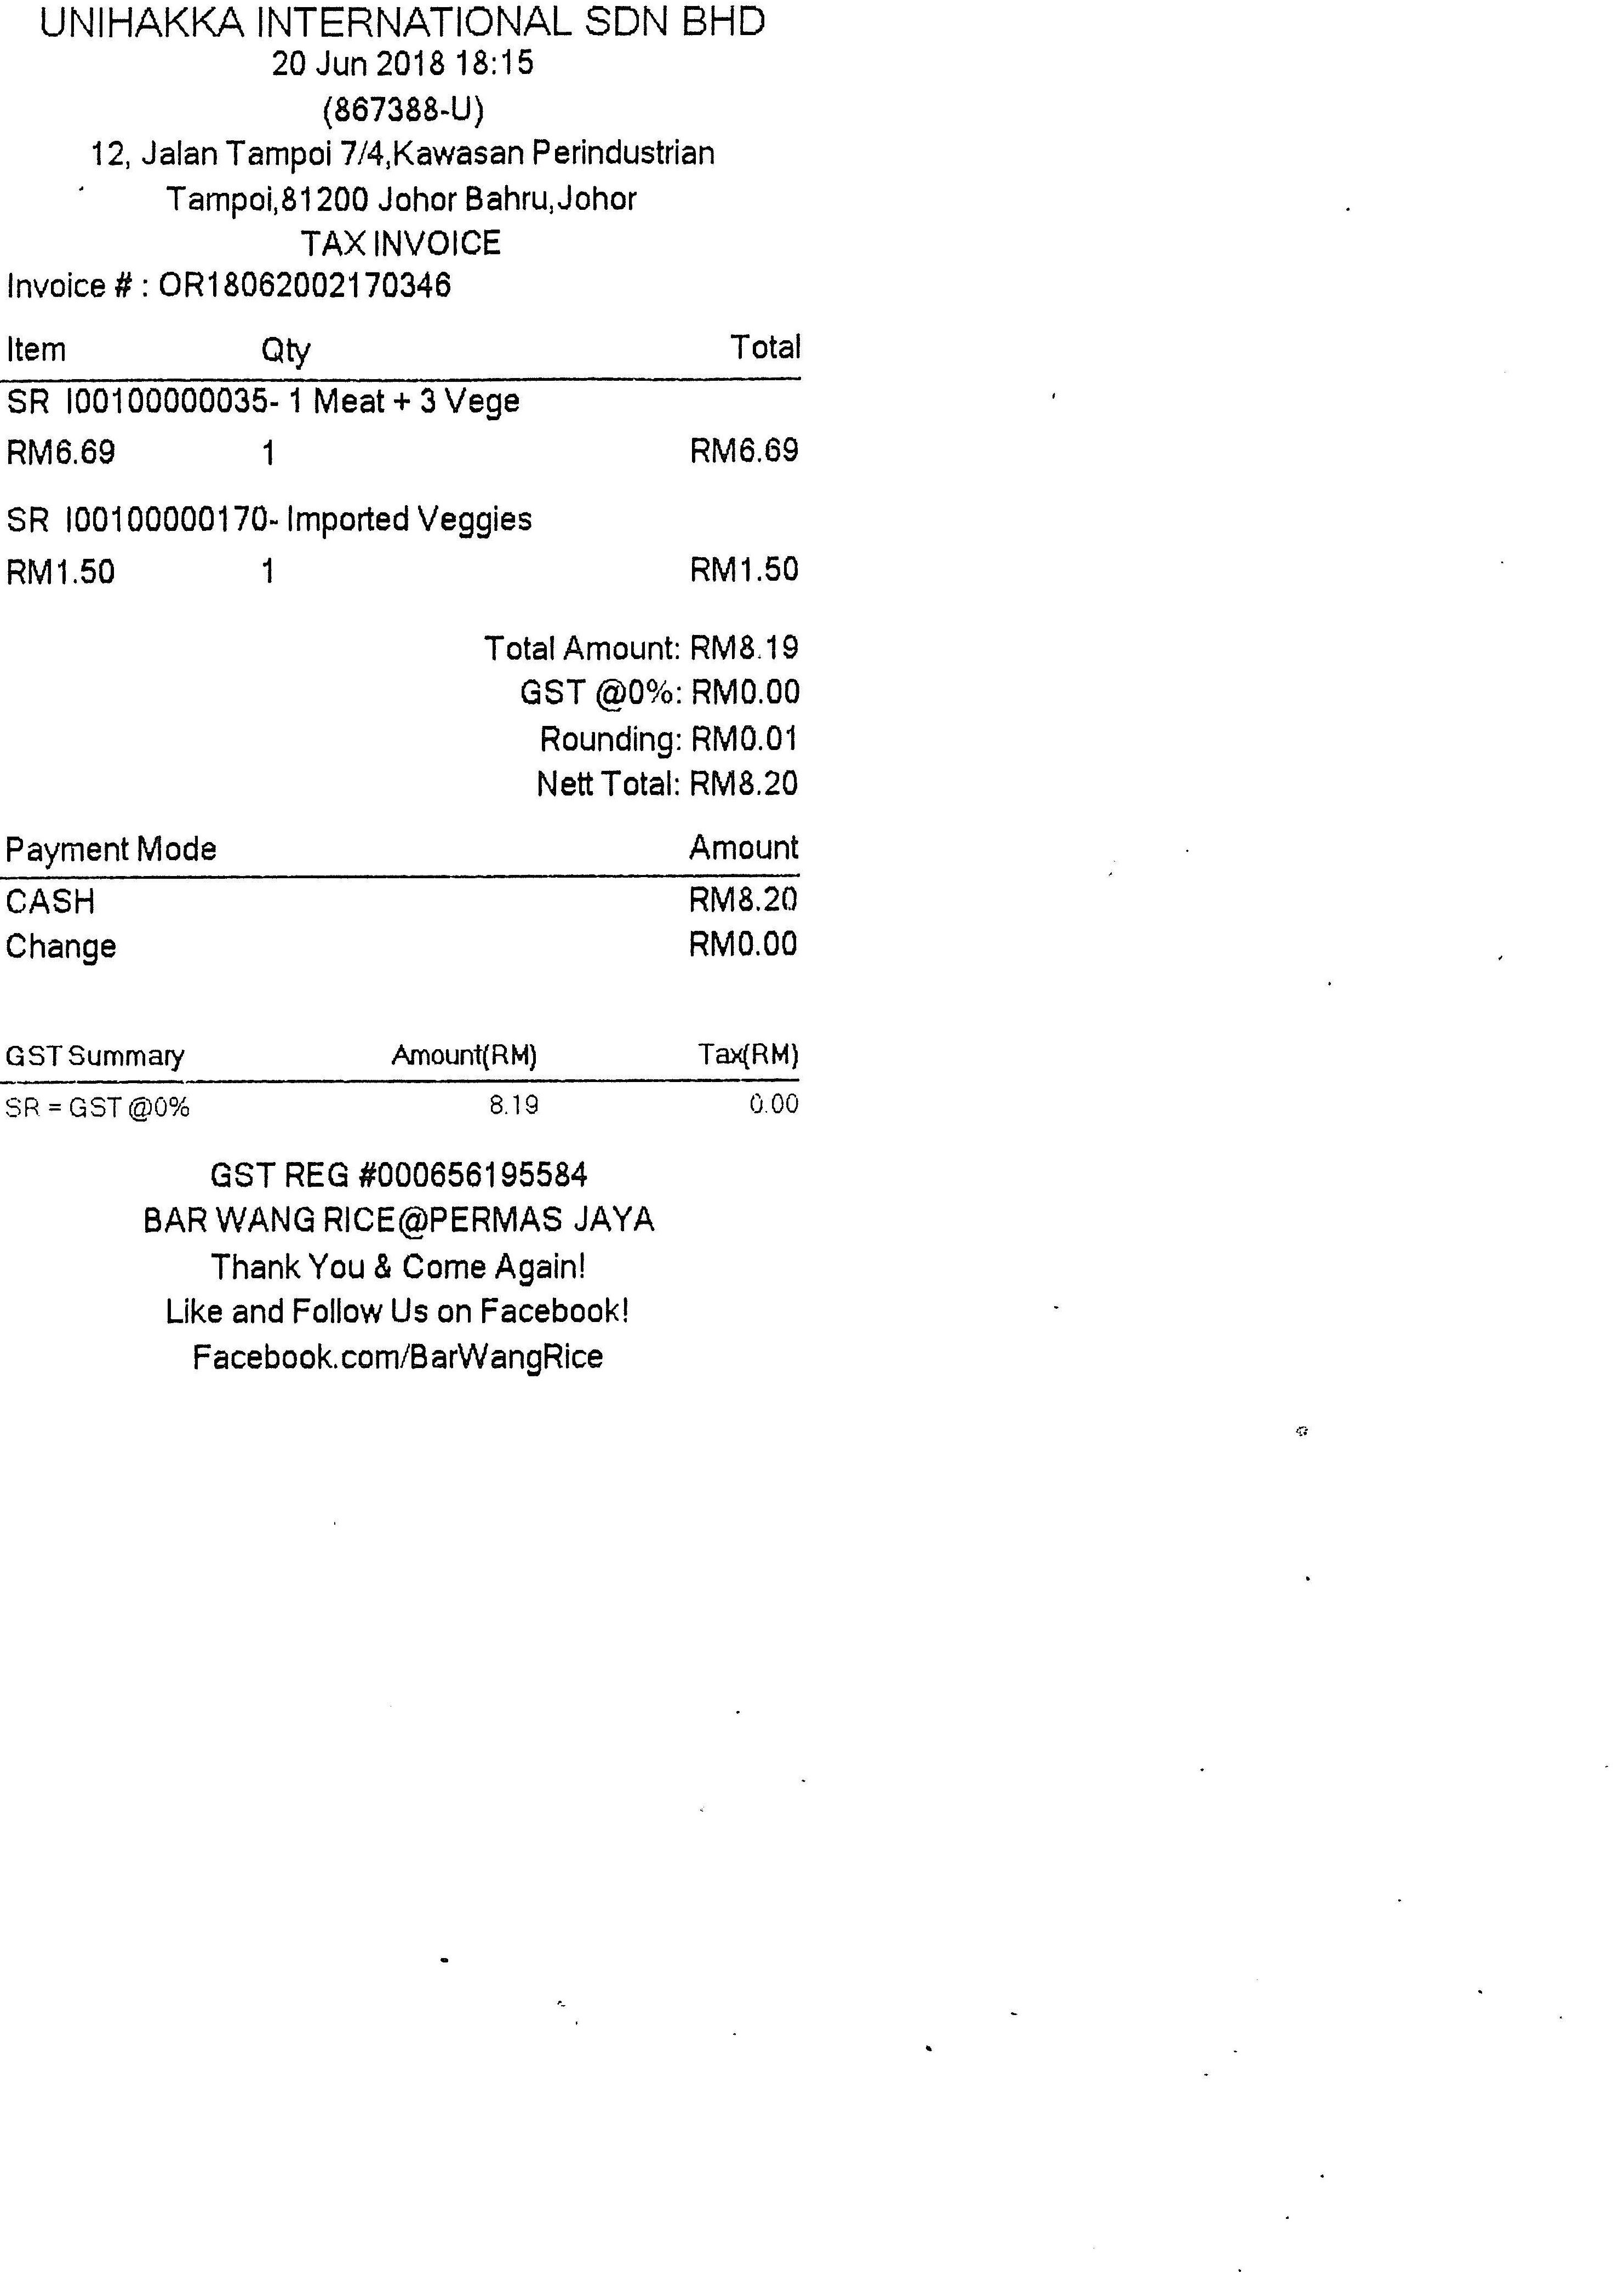 UNIHAKKA INTERNATIONAL SDN BHD
20 Jun 2018 18:15
(867388-U)
12, Jalan Tampoi 7/4,Kawasan Perindustrian
Tampoi,81200 Johor Bahru,Johor
TAX INVOICE
Invoice # : OR18062002170346
Item Qty Total
SR I00100000035- 1 Meat + 3 Vege
RM6.69 1 RM6.69
SR I00100000170- Imported Veggies
RM1.50 1 RM1.50
Total Amount: RM8.19
GST @0%: RM0.00
Rounding: RM0.01
Nett Total: RM8.20
Payment Mode Amount
CASH RM8.20
Change RM0.00
GST Summary Amount(RM) Tax(RM)
SR = GST @0% 8.19 0.00
GST REG #000656195584
BAR WANG RICE@PERMAS JAYA
Thank You & Come Again!
Like and Follow Us on Facebook!
Facebook.com/BarWangRice